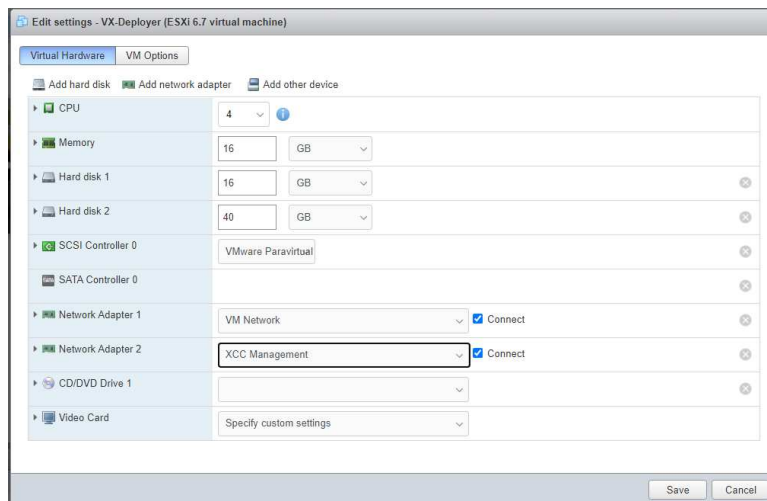 Edit settings - VX-Deployer (ESXi 6.7 virtual machine)
Virtual Hardware VM Options
Add hard disk Add network adapter Add other device
CPU 4
Memory 16 GB
Hard disk 1 16 GB
Hard disk 2 40 GB
SCSI Controller 0 VMware Paravirtual
SATA Controller 0
Network Adapter 1 VM Network Connect
Network Adapter 2 XCC Management Connect
CD/DVD Drive 1
Video Card Specify custom settings
Save Cancel